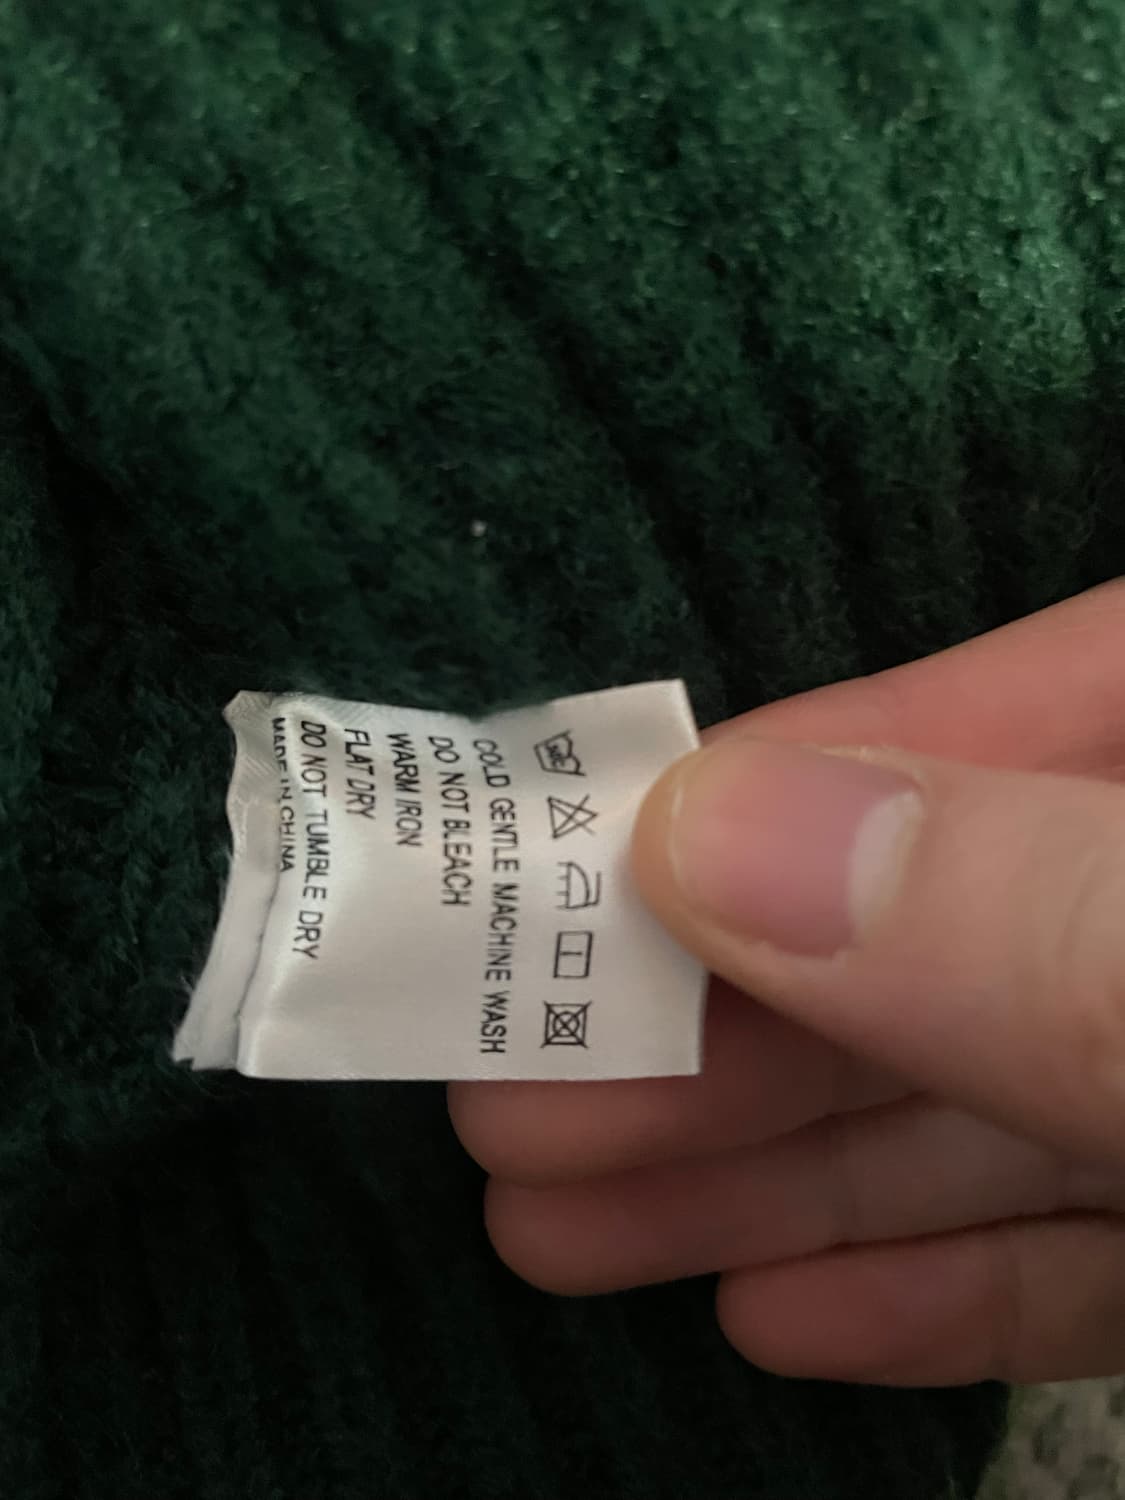 COLD GENTLE MACHINE WASH
DO NOT BLEACH
WARM IRON
FLAT DRY
DO NOT TUMBLE DRY
MADE IN CHINA